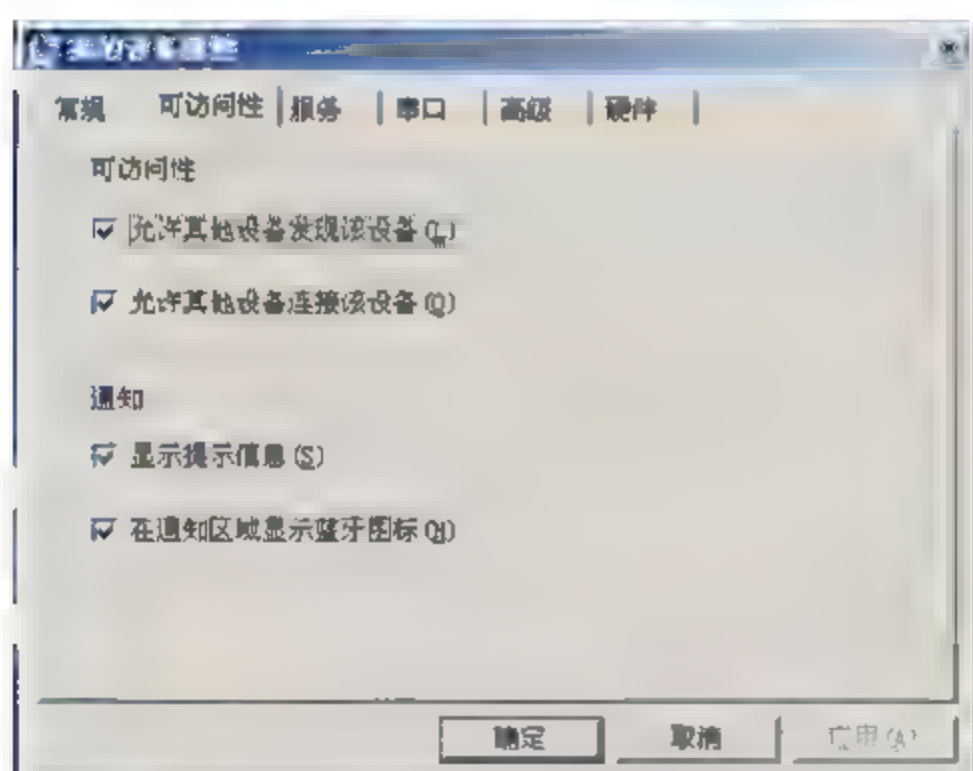 常规 可访问性 服务 串口 高级 硬件
可访问性
允许其他设备发现该设备(L)
允许其他设备连接该设备(Q)
通知
显示提示信息(S)
在通知区域显示蓝牙图标(N)
确定 取消 应用(A)